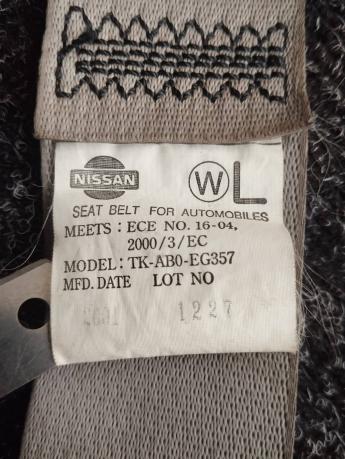 NISSAN W L
SEAT BELT FOR AUTOMOBILES
MEETS: ECE NO. 16-04,
2000/3/EC
MODEL: TK-AB0-EG357
MFD. DATE LOT NO
2001 1227